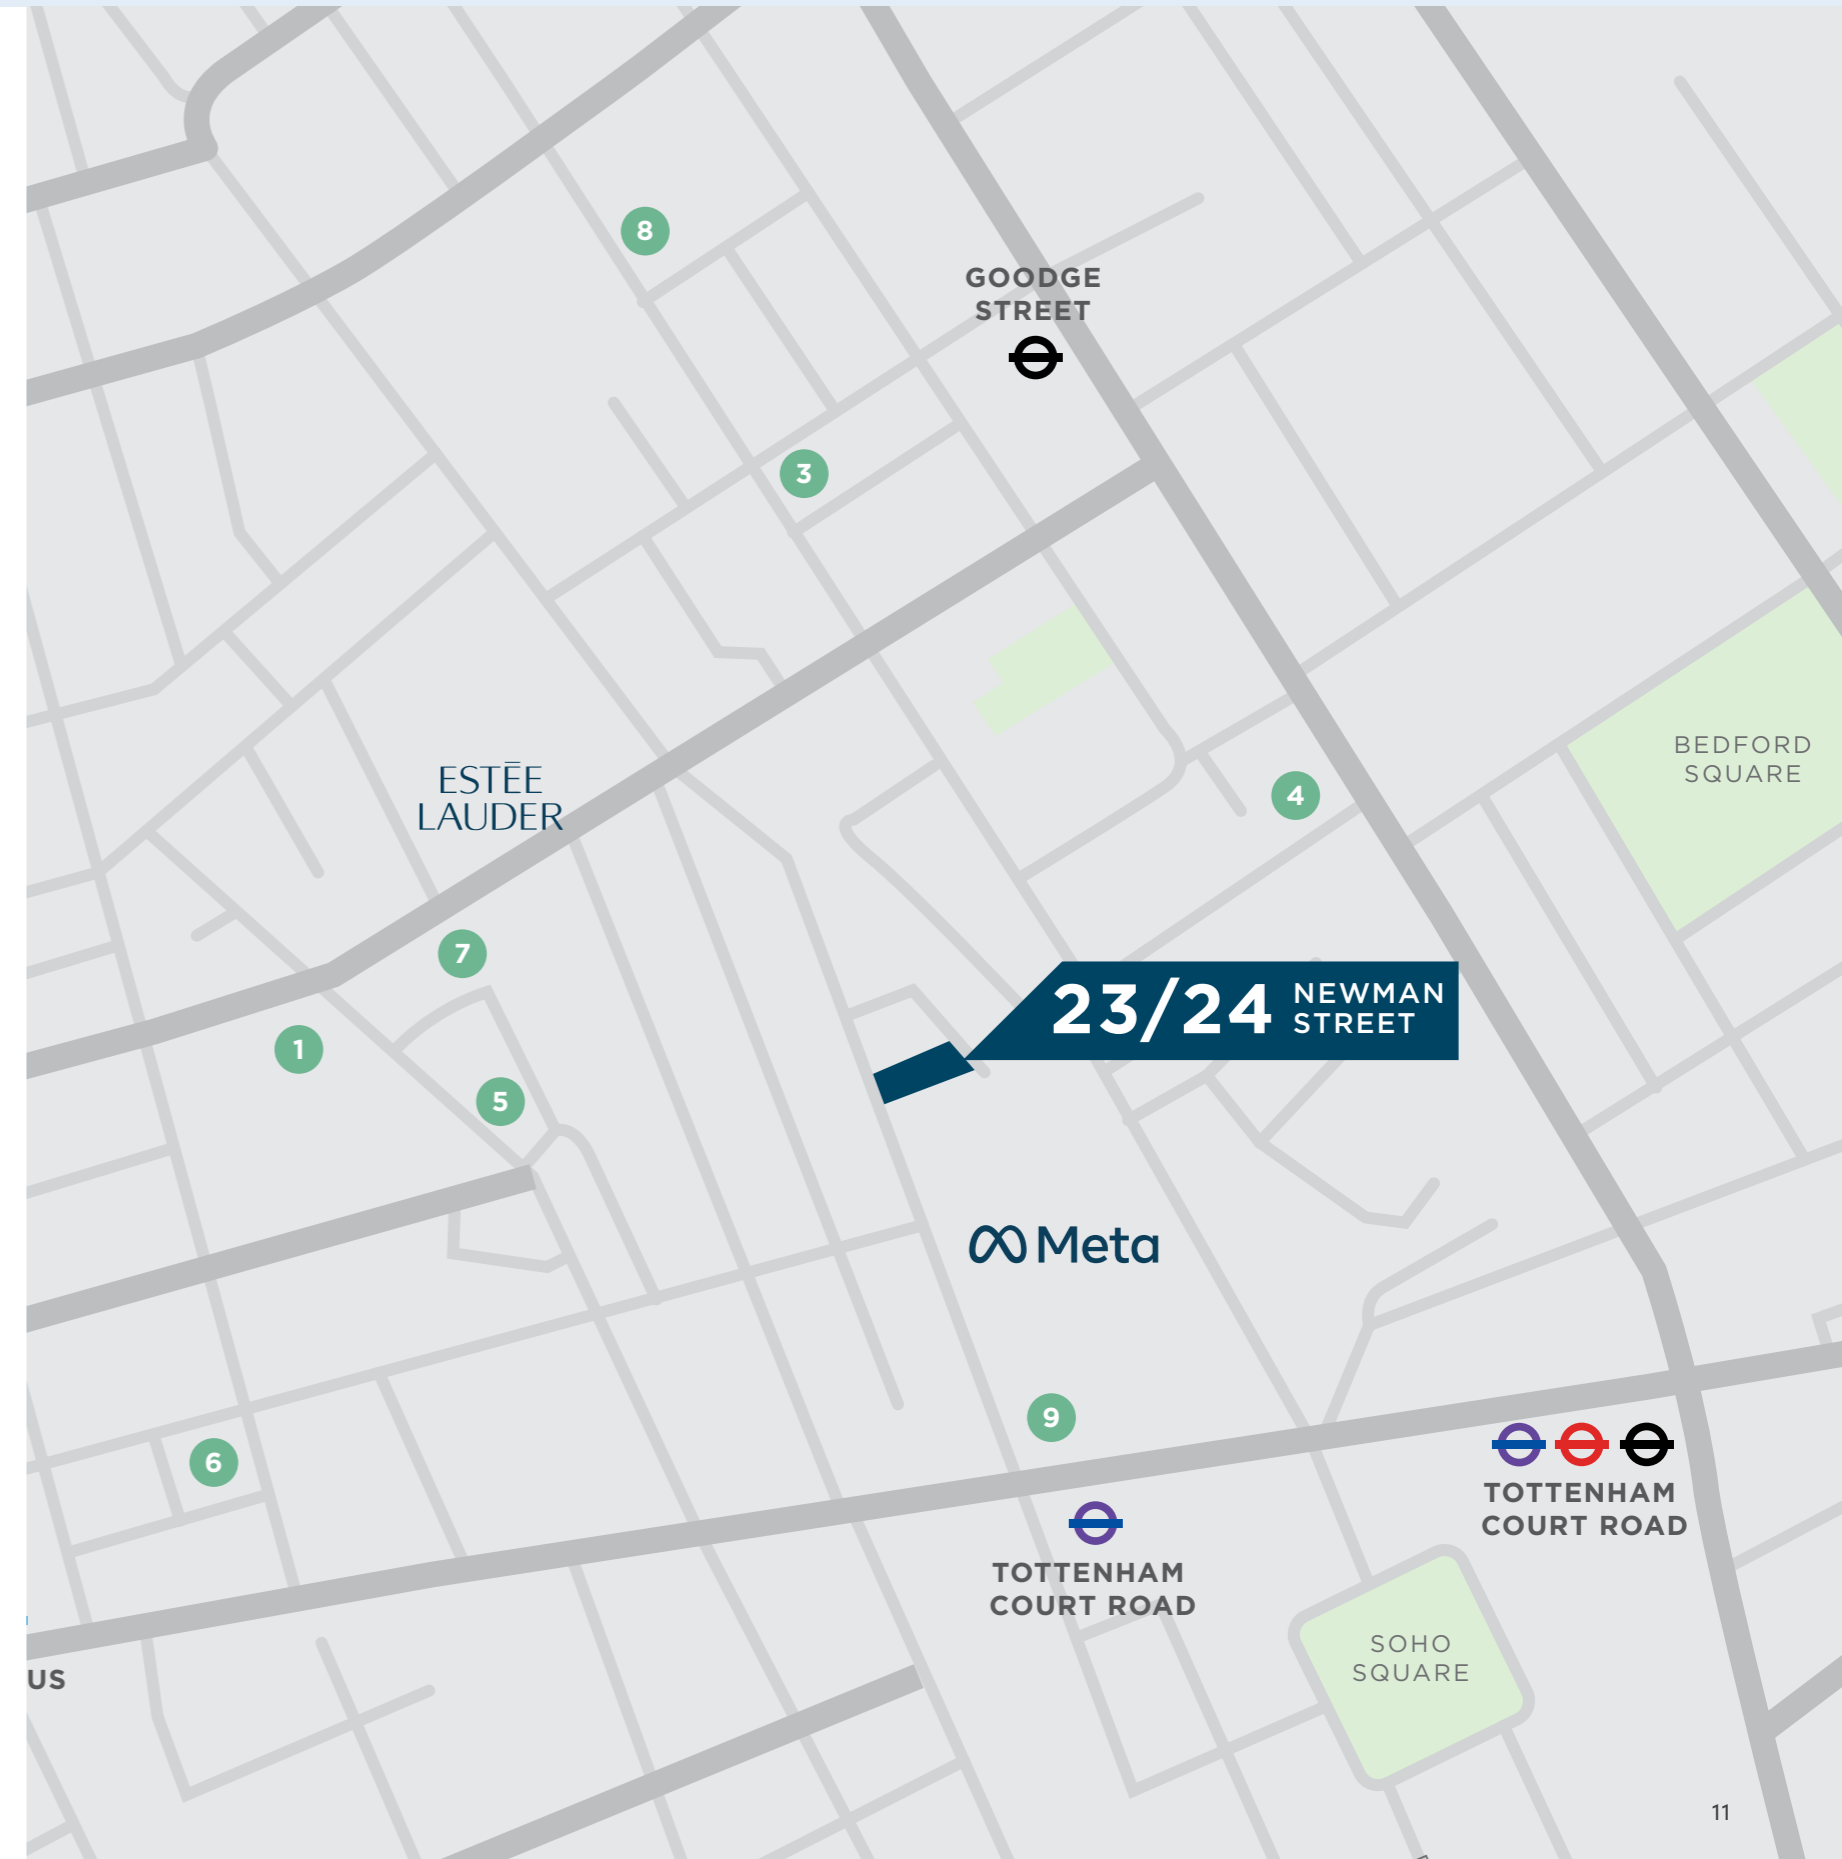 8
GOODGE
STREET
3
BEDFORD
SQUARE
ESTĒE
LAUDER
4
7
23/24 NEWMAN
STREET
1
5
Meta
9
6
TOTTENHAM
COURT ROAD
TOTTENHAM
COURT ROAD
SOHO
SQUARE
US
11